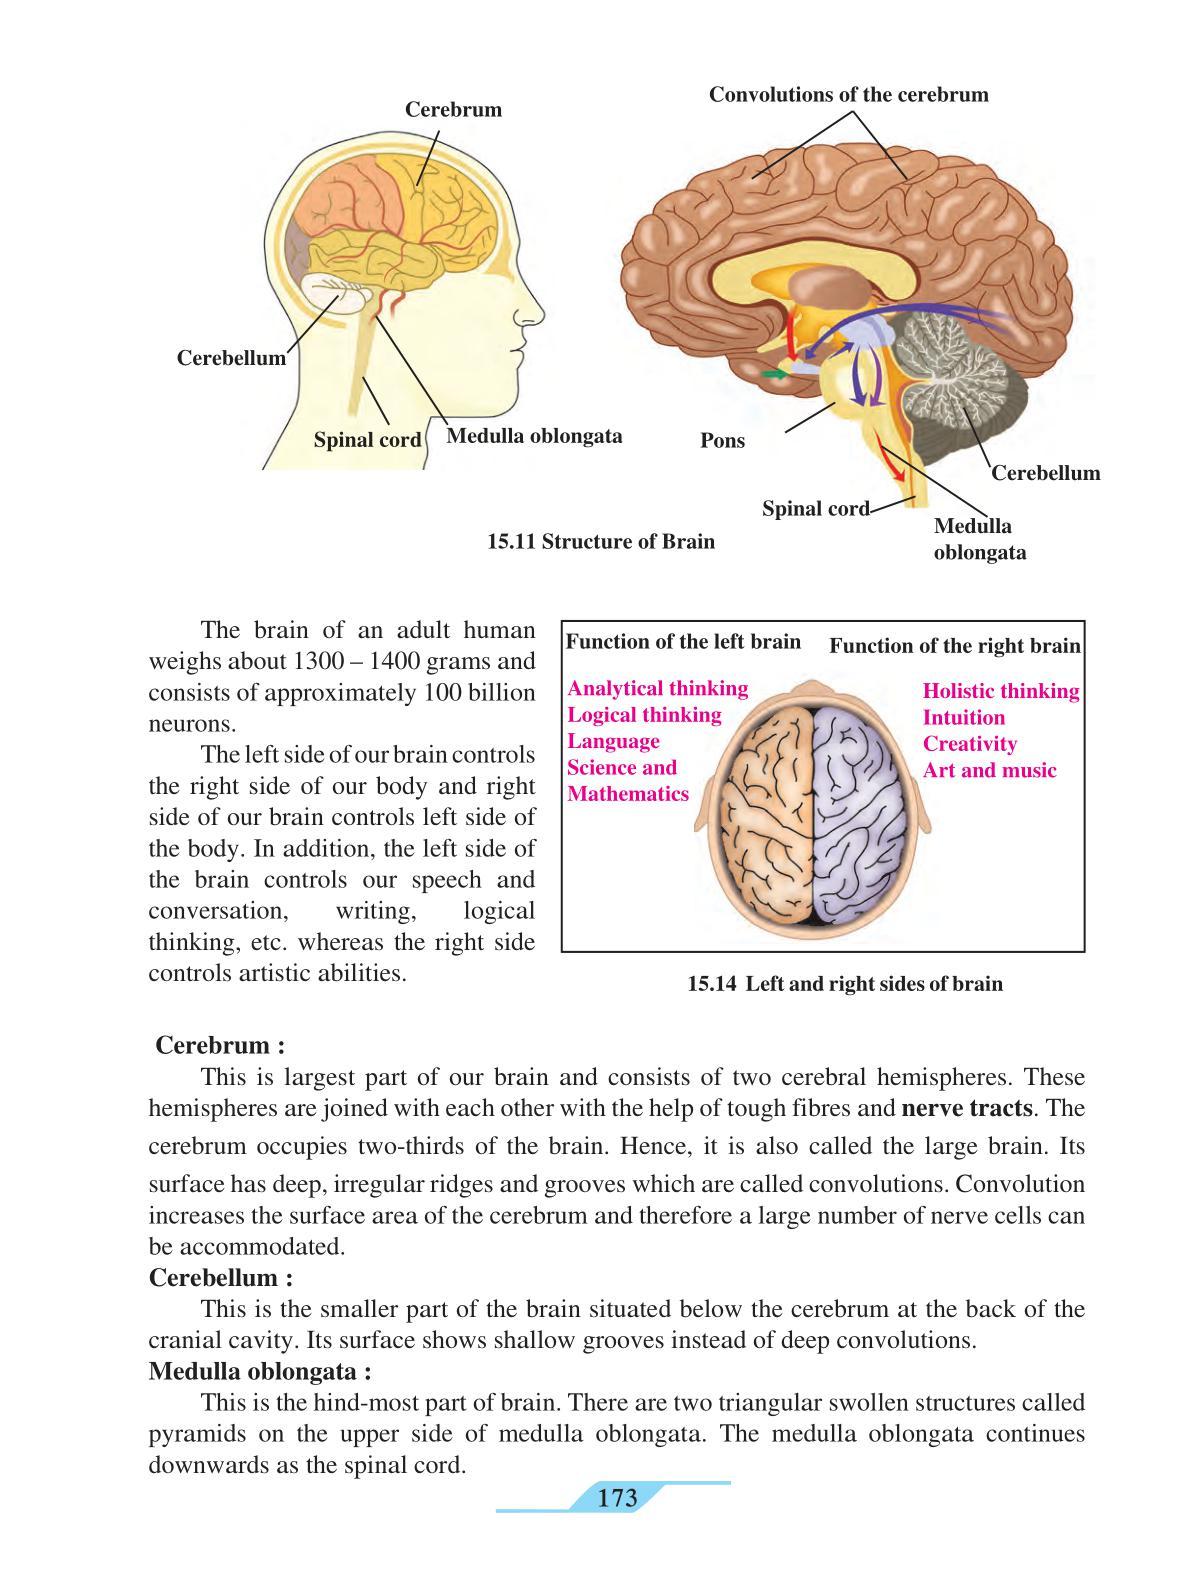 Cerebrum
Convolutions of the cerebrum
Cerebellum
Spinal cord
Medulla oblongata
Pons
Cerebellum
Spinal cord
Medulla
oblongata
15.11 Structure of Brain
The brain of an adult human
weighs about 1300 – 1400 grams and
consists of approximately 100 billion
neurons.
The left side of our brain controls
the right side of our body and right
side of our brain controls left side of
the body. In addition, the left side of
the brain controls our speech and
conversation, writing, logical
thinking, etc. whereas the right side
controls artistic abilities.
Function of the left brain
Analytical thinking
Logical thinking
Language
Science and
Mathematics
Function of the right brain
Holistic thinking
Intuition
Creativity
Art and music
15.14 Left and right sides of brain
Cerebrum :
This is largest part of our brain and consists of two cerebral hemispheres. These
hemispheres are joined with each other with the help of tough fibres and nerve tracts. The
cerebrum occupies two-thirds of the brain. Hence, it is also called the large brain. Its
surface has deep, irregular ridges and grooves which are called convolutions. Convolution
increases the surface area of the cerebrum and therefore a large number of nerve cells can
be accommodated.
Cerebellum :
This is the smaller part of the brain situated below the cerebrum at the back of the
cranial cavity. Its surface shows shallow grooves instead of deep convolutions.
Medulla oblongata :
This is the hind-most part of brain. There are two triangular swollen structures called
pyramids on the upper side of medulla oblongata. The medulla oblongata continues
downwards as the spinal cord.
173